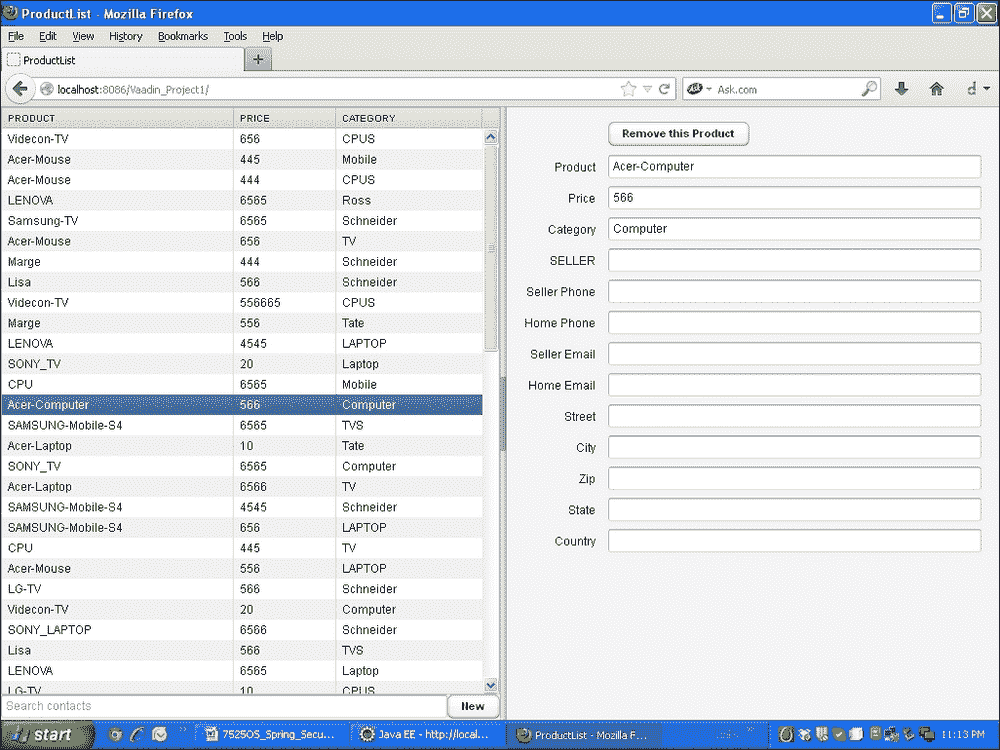 ProductList - Mozilla Firefox
File Edit View History Bookmarks Tools Help
ProductList
localhost:8086/Vaadin_Project1/
Ask.com
PRODUCT PRICE CATEGORY
Videcon-TV 656 CPUS
Acer-Mouse 445 Mobile
Acer-Mouse 444 CPUS
LENOVA 6565 Ross
Samsung-TV 6565 Schneider
Acer-Mouse 656 TV
Marge 444 Schneider
Lisa 566 Schneider
Videcon-TV 556665 CPUS
Marge 556 Tate
LENOVA 4545 LAPTOP
SONY_TV 20 Laptop
CPU 6565 Mobile
Acer-Computer 566 Computer
SAMSUNG-Mobile-S4 6565 TVS
Acer-Laptop 10 Tate
SONY_TV 6565 Computer
Acer-Laptop 6566 TV
SAMSUNG-Mobile-S4 4545 Schneider
SAMSUNG-Mobile-S4 656 LAPTOP
CPU 445 TV
Acer-Mouse 556 LAPTOP
LG-TV 566 Schneider
Videcon-TV 20 Computer
SONY_LAPTOP 6566 Schneider
Lisa 566 TVS
LENOVA 6565 Laptop
LG-TV 10 CPUS
Search contacts
New
Remove this Product
Product Acer-Computer
Price 566
Category Computer
SELLER
Seller Phone
Home Phone
Seller Email
Home Email
Street
City
Zip
State
Country
start
7525OS_Spring_Secu...
Java EE - http://local...
ProductList - Mozilla F...
11:13 PM